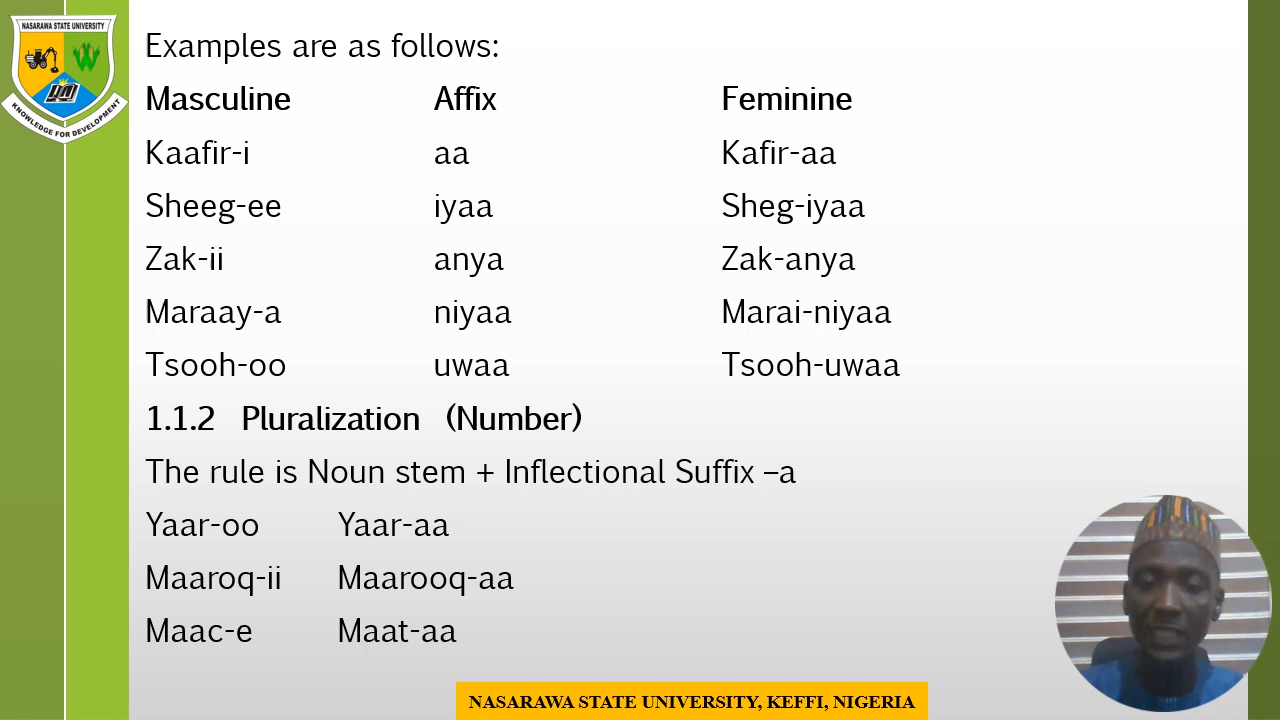 NASARAWA STATE UNIVERSITY
KNOWLEDGE FOR DEVELOPMENT
Examples are as follows:
Masculine Affix Feminine
Kaafir-i aa Kafir-aa
Sheeg-ee iyaa Sheg-iyaa
Zak-ii anya Zak-anya
Maraay-a niyaa Marai-niyaa
Tsooh-oo uwaa Tsooh-uwaa
1.1.2 Pluralization (Number)
The rule is Noun stem + Inflectional Suffix –a
Yaar-oo Yaar-aa
Maaroq-ii Maarooq-aa
Maac-e Maat-aa
NASARAWA STATE UNIVERSITY, KEFFI, NIGERIA